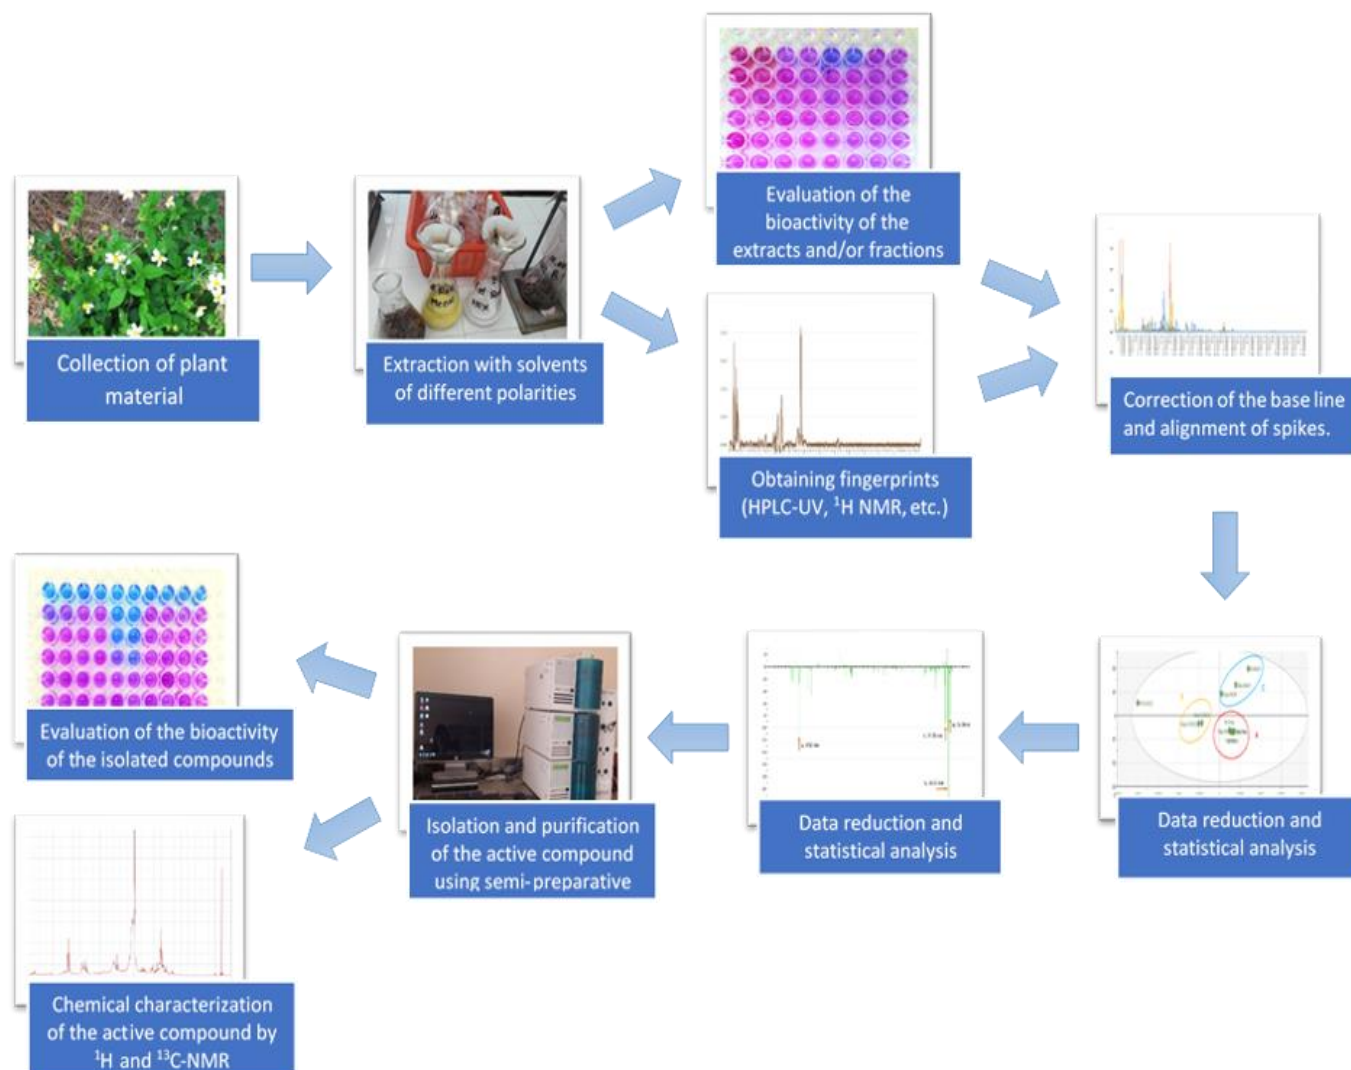 Collection of plant
material
Extraction with solvents
of different polarities
Evaluation of the
bioactivity of the
extracts and/or fractions
Obtaining fingerprints
(HPLC-UV, ¹H NMR, etc.)
Correction of the base line
and alignment of spikes.
Data reduction and
statistical analysis
Data reduction and
statistical analysis
Isolation and purification
of the active compound
using semi-preparative
Evaluation of the bioactivity
of the isolated compounds
Chemical characterization
of the active compound by
¹H and ¹³C-NMR